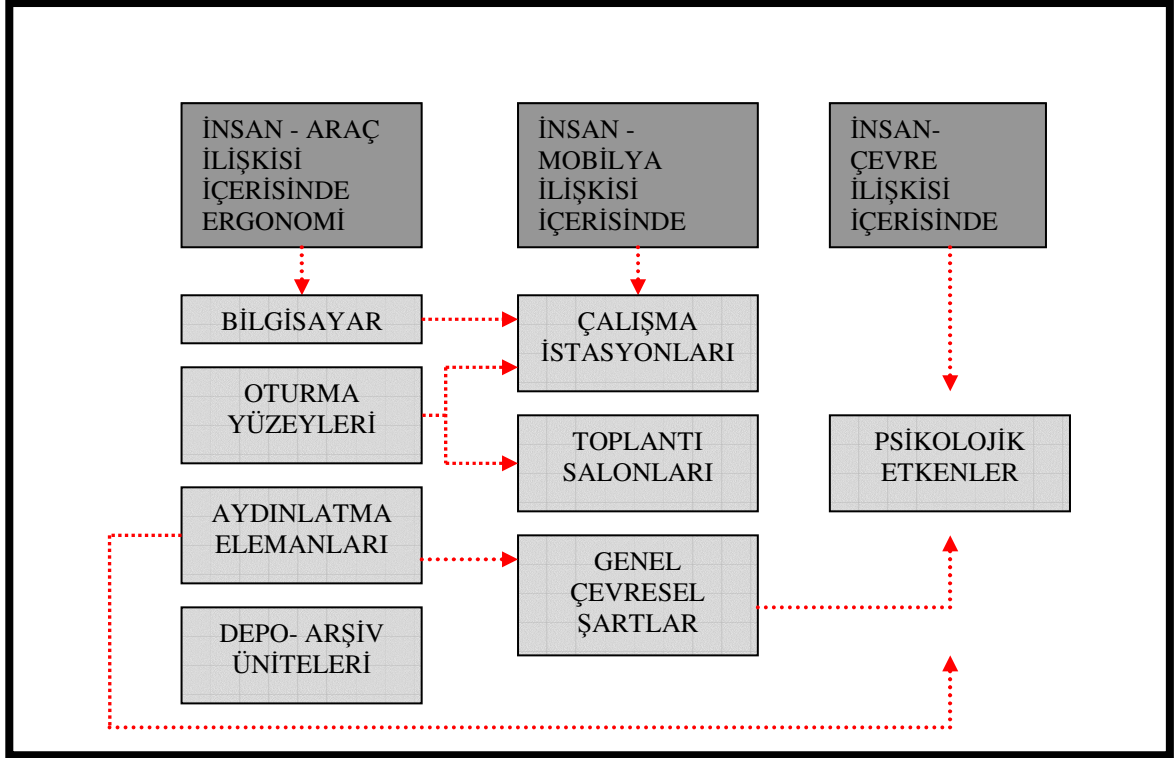 İNSAN - ARAÇ
İLİŞKİSİ
İÇERİSİNDE
ERGONOMİ
İNSAN -
MOBİLYA
İLİŞKİSİ
İÇERİSİNDE
İNSAN-
ÇEVRE
İLİŞKİSİ
İÇERİSİNDE
BİLGİSAYAR
ÇALIŞMA
İSTASYONLARI
OTURMA
YÜZEYLERİ
TOPLANTI
SALONLARI
PSİKOLOJİK
ETKENLER
AYDINLATMA
ELEMANLARI
GENEL
ÇEVRESEL
ŞARTLAR
DEPO- ARŞİV
ÜNİTELERİ